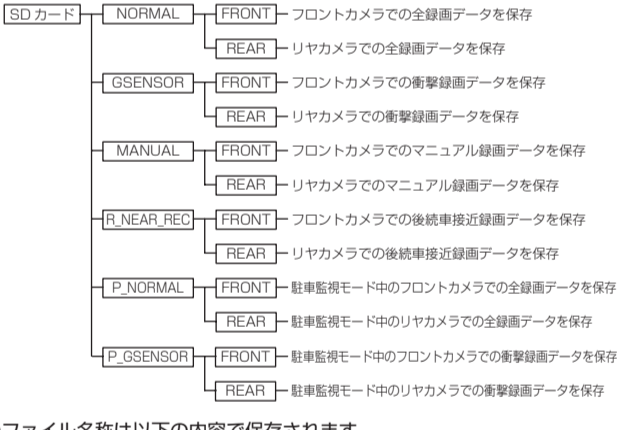 SDカード NORMAL FRONT フロントカメラでの全録画データを保存
REAR リヤカメラでの全録画データを保存
GSENSOR FRONT フロントカメラでの衝撃録画データを保存
REAR リヤカメラでの衝撃録画データを保存
MANUAL FRONT フロントカメラでのマニュアル録画データを保存
REAR リヤカメラでのマニュアル録画データを保存
R_NEAR_REC FRONT フロントカメラでの後続車接近録画データを保存
REAR リヤカメラでの後続車接近録画データを保存
P_NORMAL FRONT 駐車監視モード中のフロントカメラでの全録画データを保存
REAR 駐車監視モード中のリヤカメラでの全録画データを保存
P_GSENSOR FRONT 駐車監視モード中のフロントカメラでの衝撃録画データを保存
REAR 駐車監視モード中のリヤカメラでの衝撃録画データを保存
ファイル名称は以下の内容で保存されます